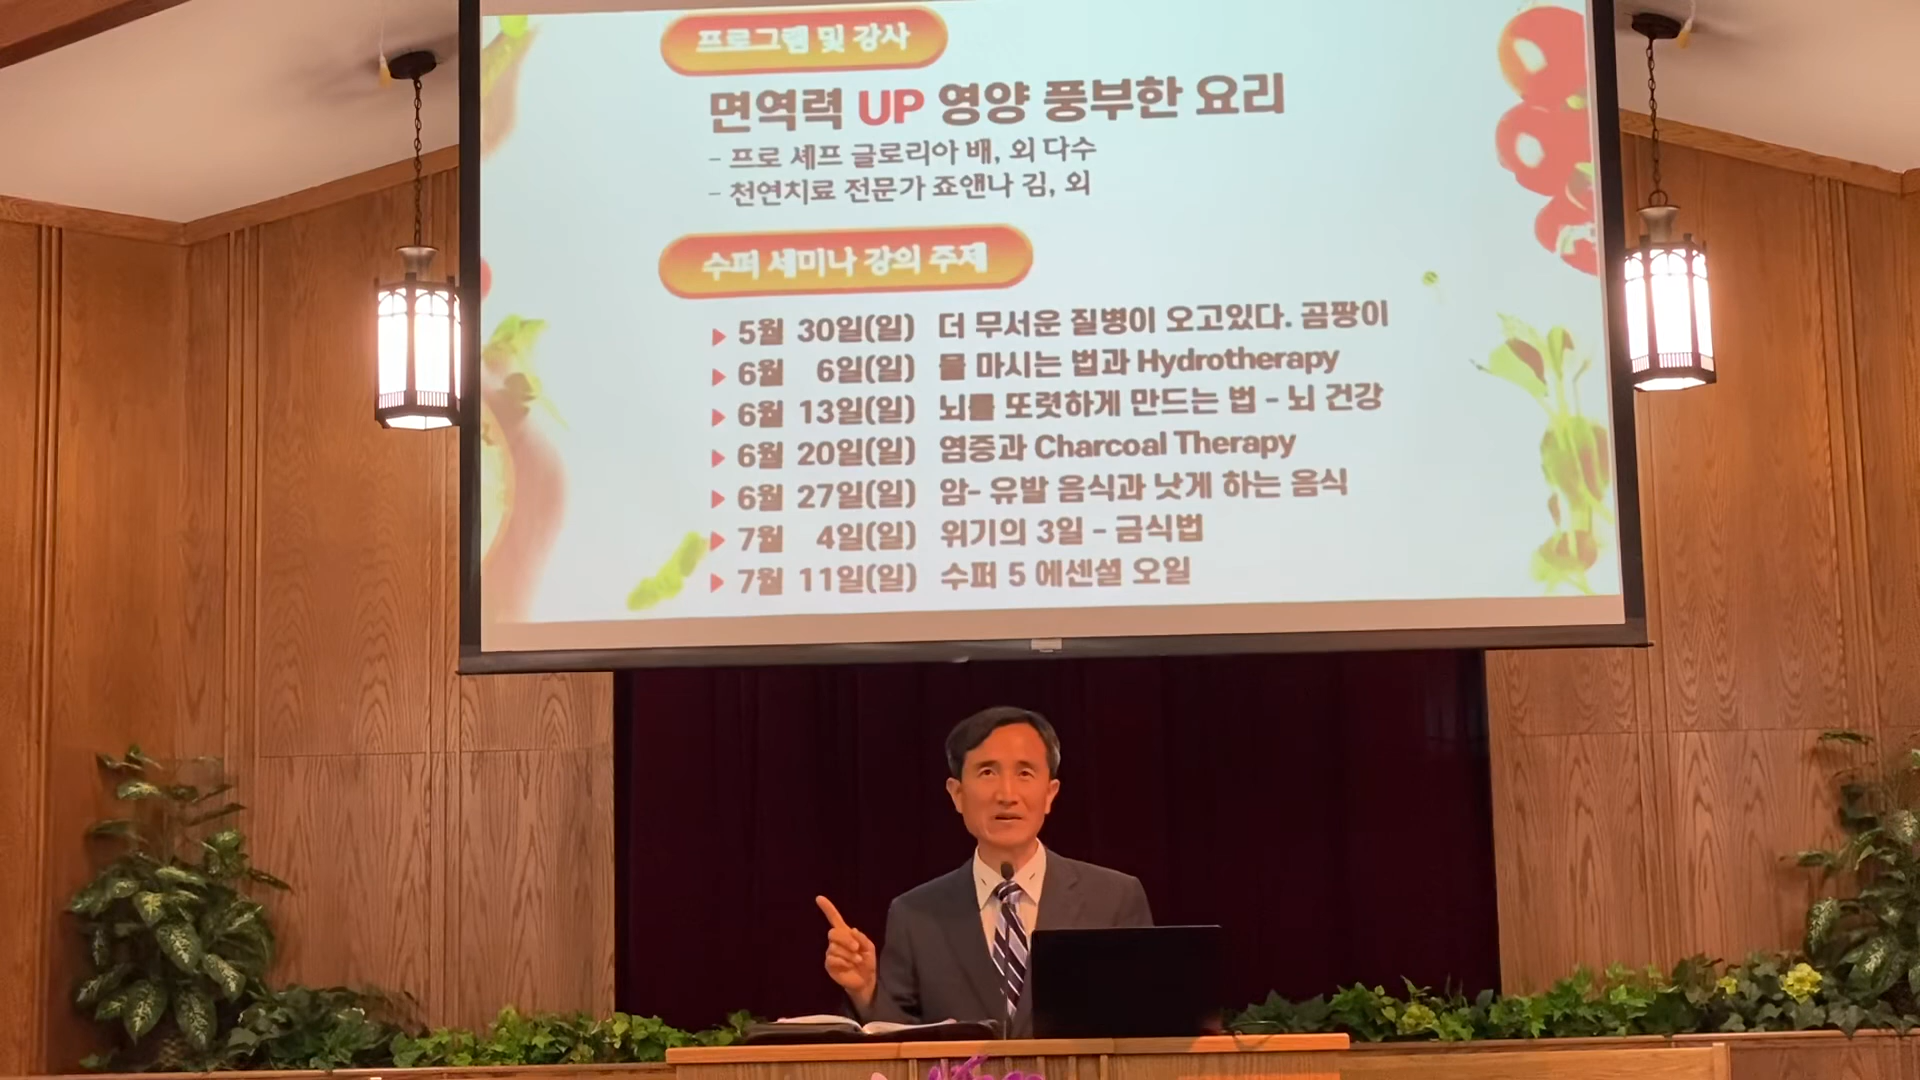 프로그램 및 강사
면역력 UP 영양 풍부한 요리
- 프로 셰프 글로리아 배, 외 다수
- 천연치료 전문가 죠앤나 김, 외
수퍼 세미나 강의 주제
5월 30일(일) 더 무서운 질병이 오고있다. 곰팡이
6월 6일(일) 물 마시는 법과 Hydrotherapy
6월 13일(일) 뇌를 또렷하게 만드는 법 - 뇌 건강
6월 20일(일) 염증과 Charcoal Therapy
6월 27일(일) 암- 유발 음식과 낫게 하는 음식
7월 4일(일) 위기의 3일 - 금식법
7월 11일(일) 수퍼 5 에센셜 오일